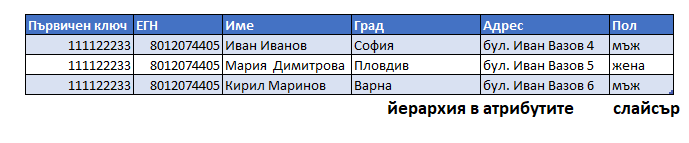 Първичен ключ ЕГН Име Град Адрес Пол
111122233 8012074405 Иван Иванов София бул. Иван Вазов 4 мъж
111122233 8012074405 Мария  Димитрова Пловдив бул. Иван Вазов 5 жена
111122233 8012074405 Кирил Маринов Варна бул. Иван Вазов 6 мъж
йерархия в атрибутите слайсър